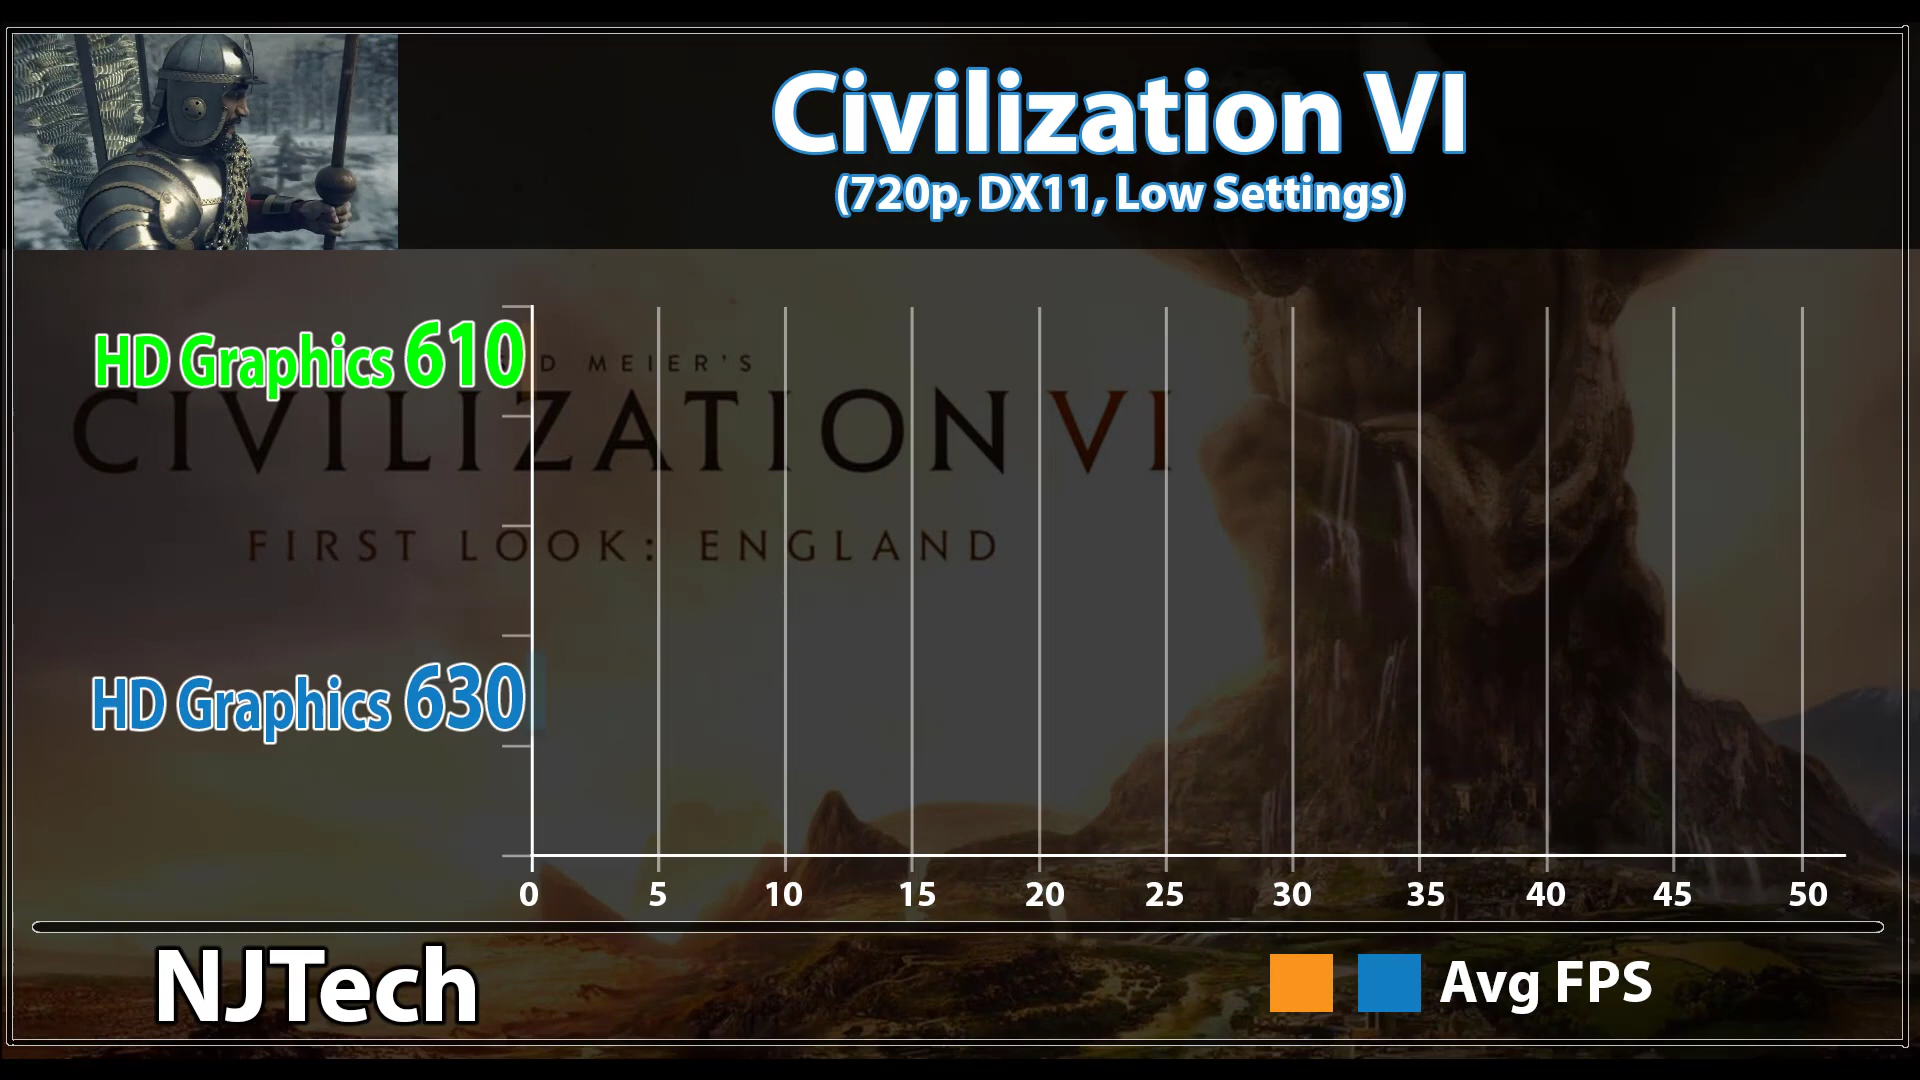 Civilization VI
(720p, DX11, Low Settings)
HD Graphics 610
D MEIER'S
CIVILIZATION VI
FIRST LOOK: ENGLAND
HD Graphics 630
0 5 10 15 20 25 30 35 40 45 50
NJTech
Avg FPS